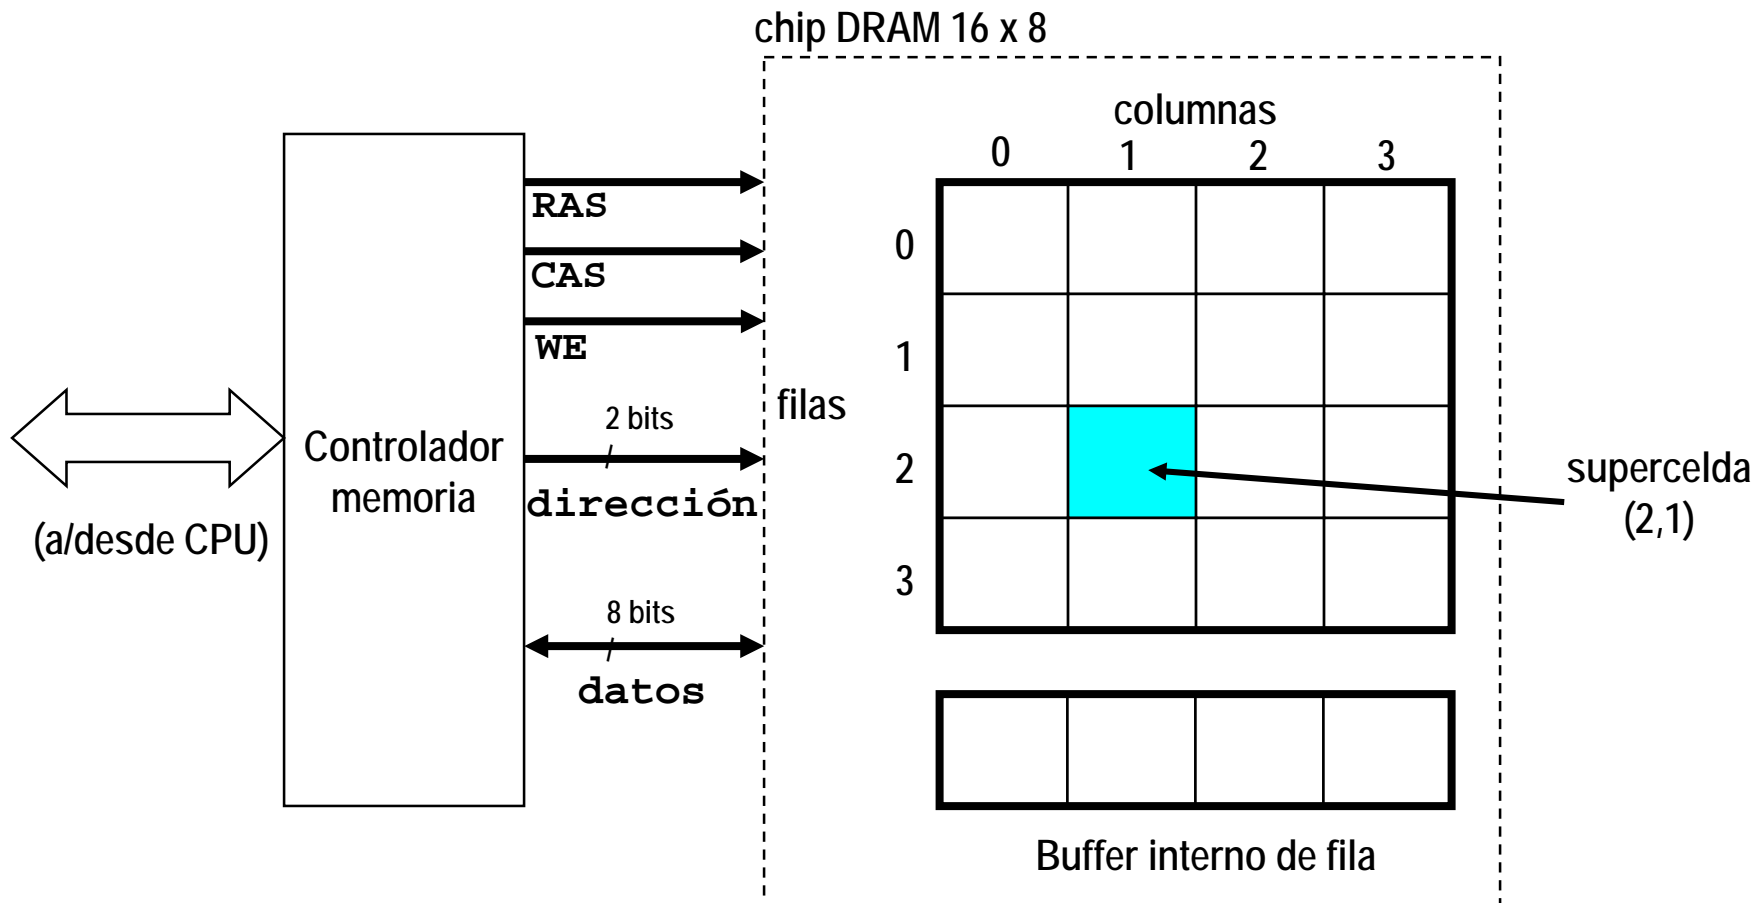 chip DRAM 16 x 8
columnas
0 1 2 3
RAS
0
CAS
WE
1
filas
2 bits
Controlador
memoria
dirección
2
supercelda
(2,1)
(a/desde CPU)
3
8 bits
datos
Buffer interno de fila